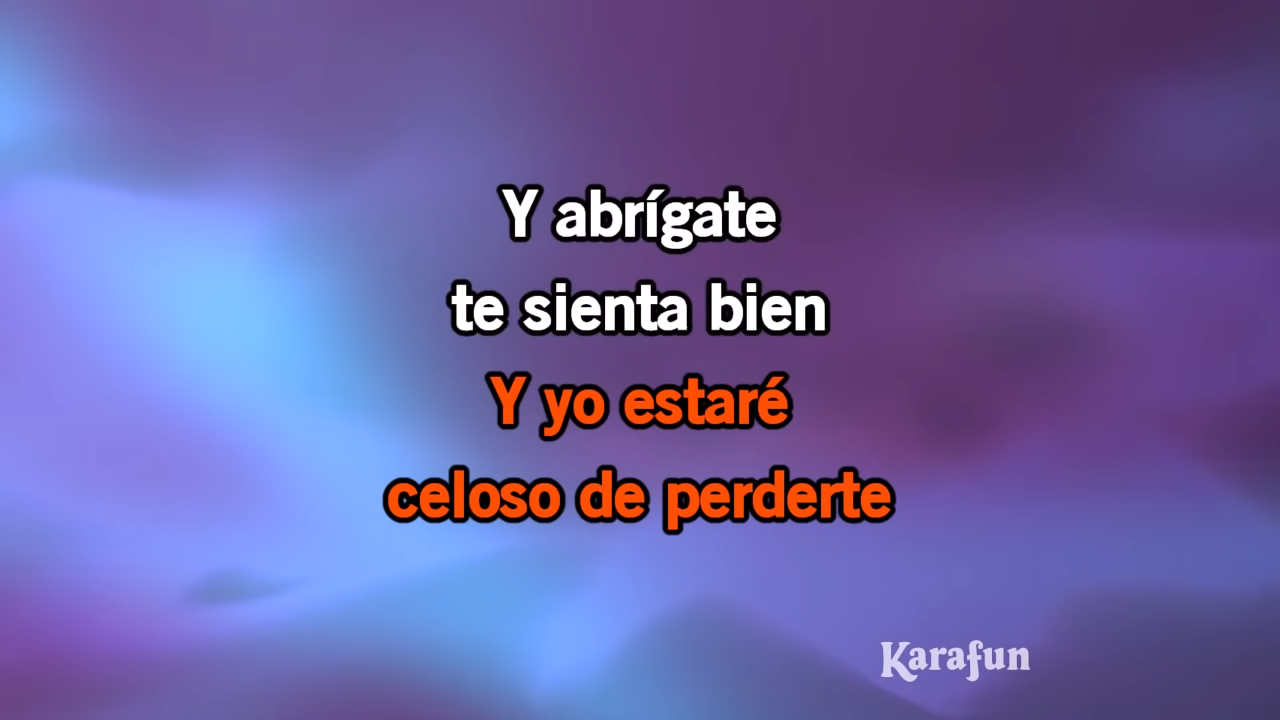 Y abrígate
te sienta bien
Y yo estaré
celoso de perderte
Karafun